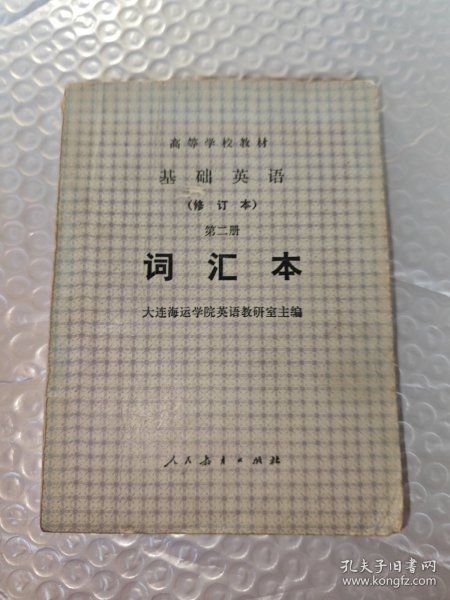 高等学校教材
基础英语
(修订本)
第二册
词汇本
大连海运学院英语教研室主编
人民教育出版社
孔夫子旧书网
www.kongfz.com